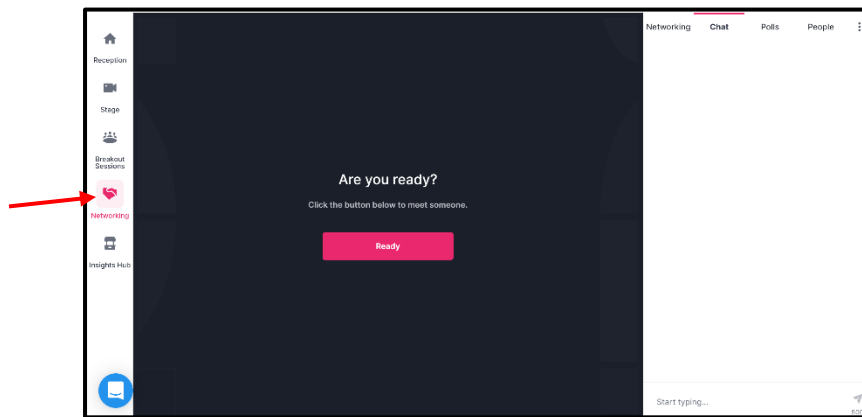 Reception
Stage
Breakout
Sessions
Networking
Insights Hub
Are you ready?
Click the button below to meet someone.
Ready
Networking Chat Polls People
Start typing...